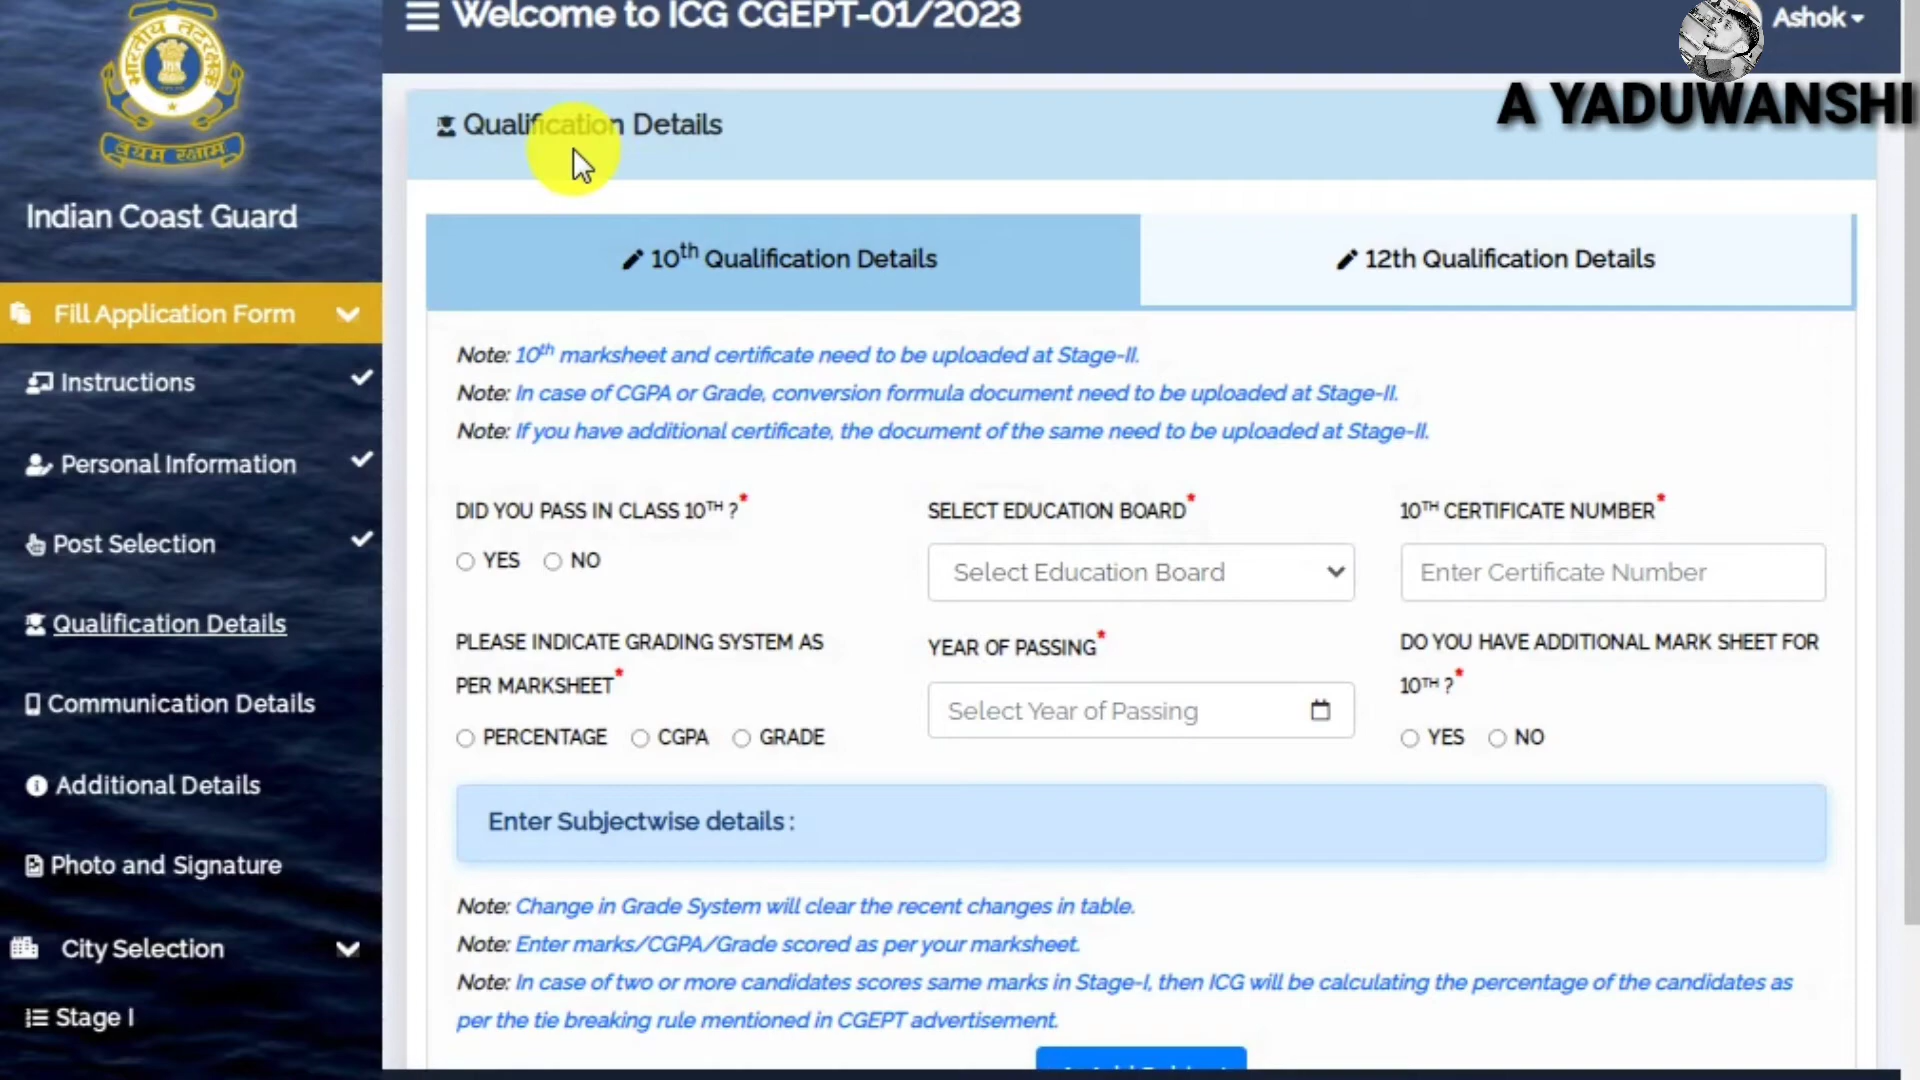 भारतीय तटरक्षक
वयम रक्षामः
Indian Coast Guard
Fill Application Form
Instructions
Personal Information
Post Selection
Qualification Details
Communication Details
Additional Details
Photo and Signature
City Selection
Stage I
Welcome to ICG CGEPT-01/2023
Ashok
A YADUWANSHI
Qualification Details
10th Qualification Details
12th Qualification Details
Note: 10th marksheet and certificate need to be uploaded at Stage-II.
Note: In case of CGPA or Grade, conversion formula document need to be uploaded at Stage-II.
Note: If you have additional certificate, the document of the same need to be uploaded at Stage-II.
DID YOU PASS IN CLASS 10TH ?*
YES NO
SELECT EDUCATION BOARD*
Select Education Board
10TH CERTIFICATE NUMBER*
Enter Certificate Number
PLEASE INDICATE GRADING SYSTEM AS
PER MARKSHEET*
PERCENTAGE CGPA GRADE
YEAR OF PASSING*
Select Year of Passing
DO YOU HAVE ADDITIONAL MARK SHEET FOR
10TH ?*
YES NO
Enter Subjectwise details :
Note: Change in Grade System will clear the recent changes in table.
Note: Enter marks/CGPA/Grade scored as per your marksheet.
Note: In case of two or more candidates scores same marks in Stage-I, then ICG will be calculating the percentage of the candidates as
per the tie breaking rule mentioned in CGEPT advertisement.